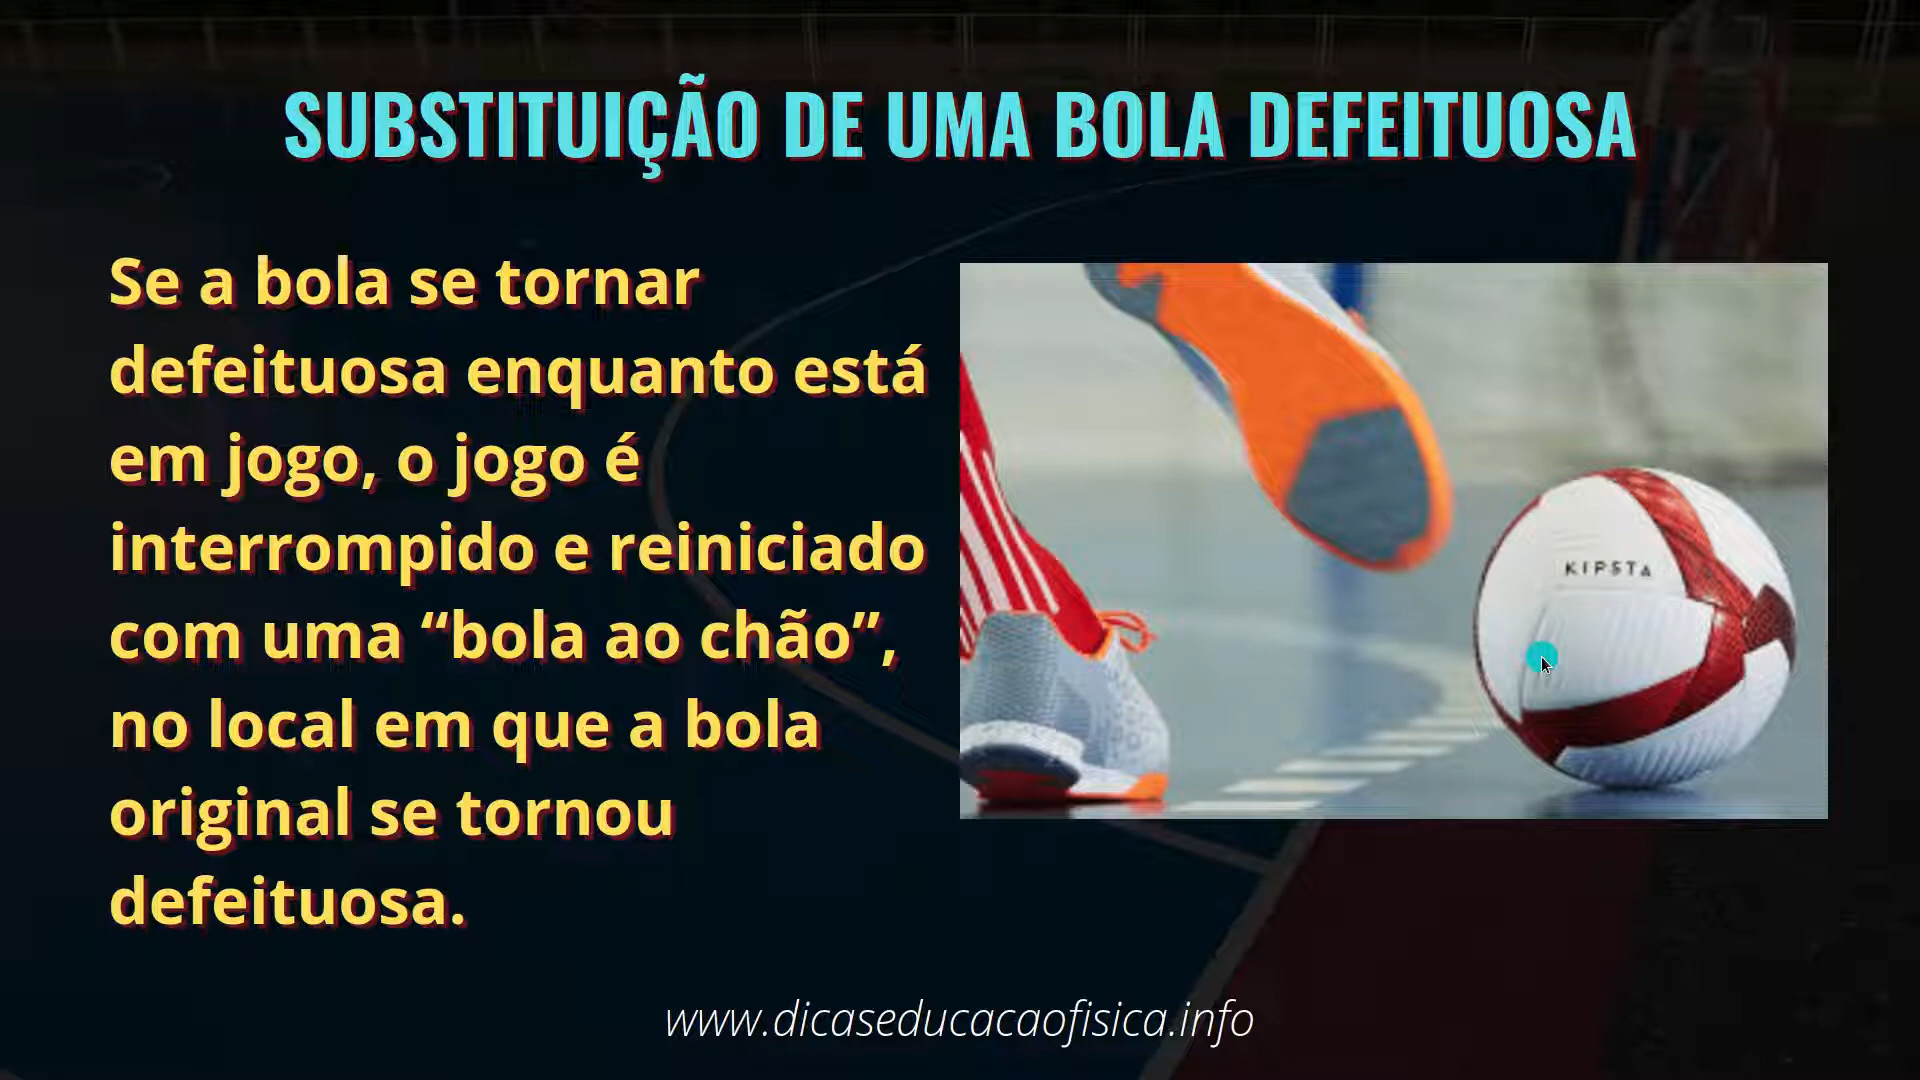 SUBSTITUIÇÃO DE UMA BOLA DEFEITUOSA
Se a bola se tornar
defeituosa enquanto está
em jogo, o jogo é
interrompido e reiniciado
com uma “bola ao chão”,
no local em que a bola
original se tornou
defeituosa.
KIPSTA
www.dicaseducacaofisica.info